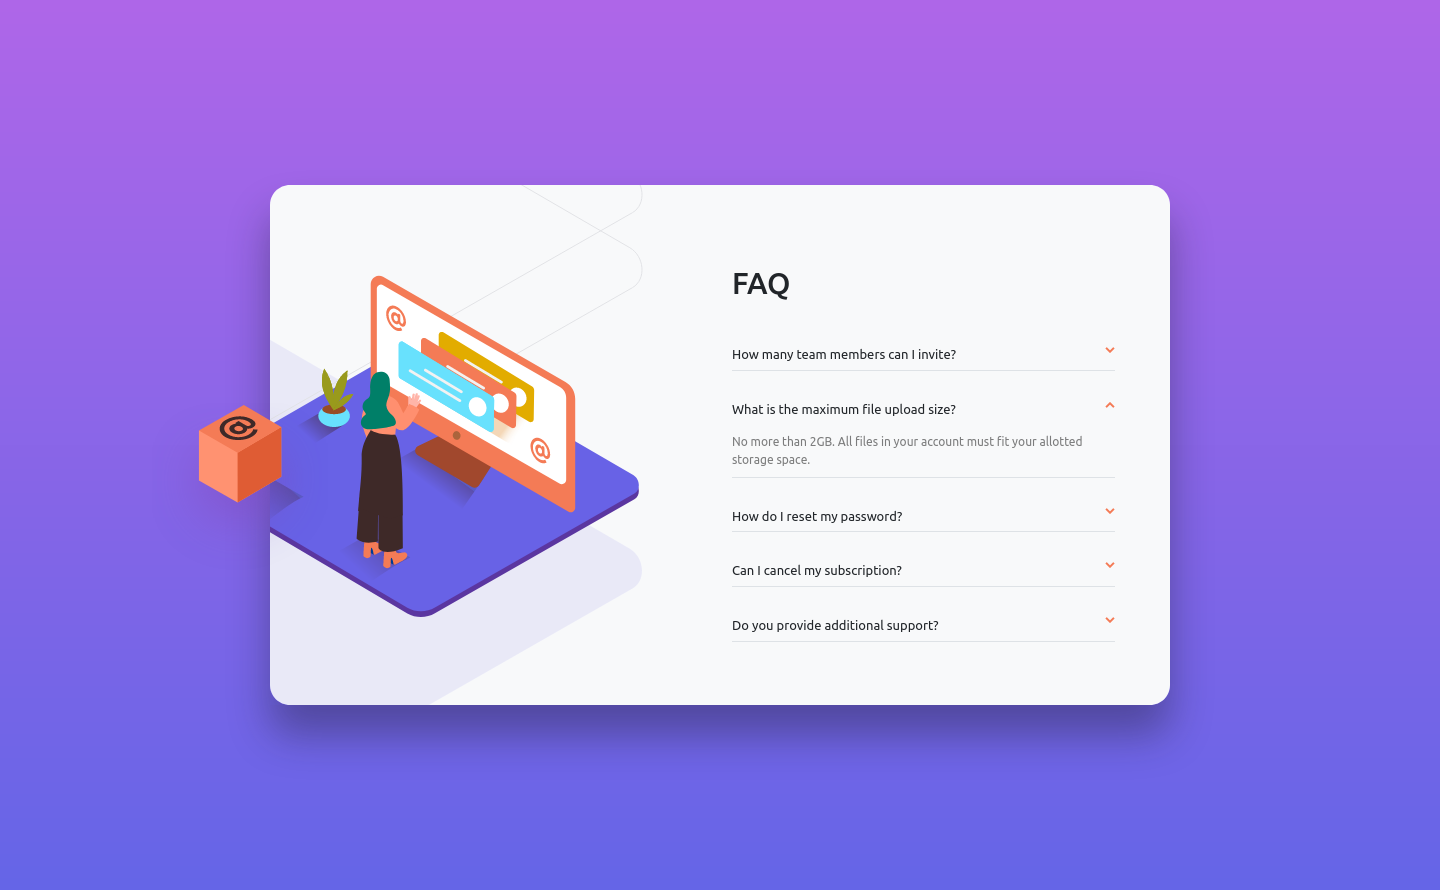 FAQ
How many team members can I invite?
What is the maximum file upload size?
No more than 2GB. All files in your account must fit your allotted
storage space.
How do I reset my password?
Can I cancel my subscription?
Do you provide additional support?
@
@
@